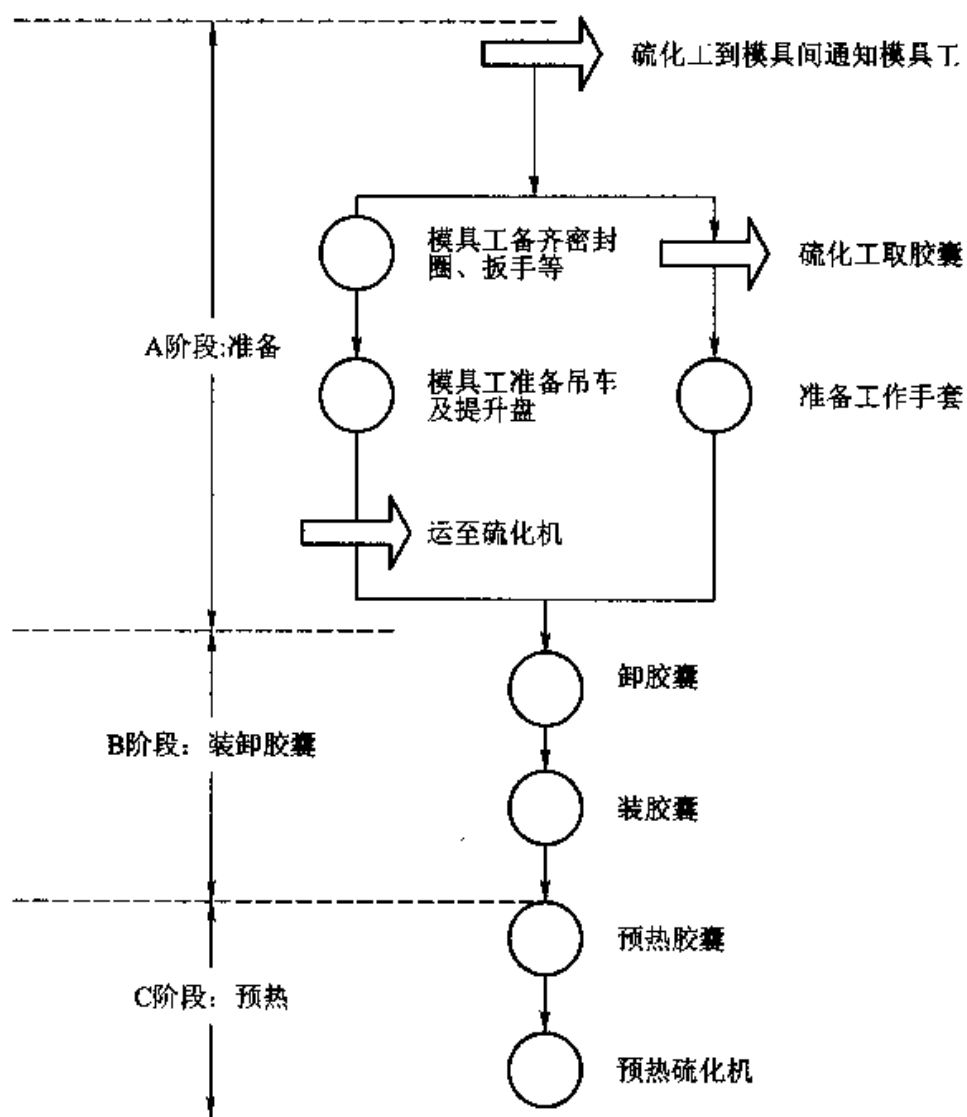 硫化工到模具间通知模具工
模具工备齐密封
圈、扳手等
硫化工取胶囊
A阶段:准备
模具工准备吊车
及提升盘
准备工作手套
运至硫化机
卸胶囊
B阶段：装卸胶囊
装胶囊
预热胶囊
C阶段：预热
预热硫化机